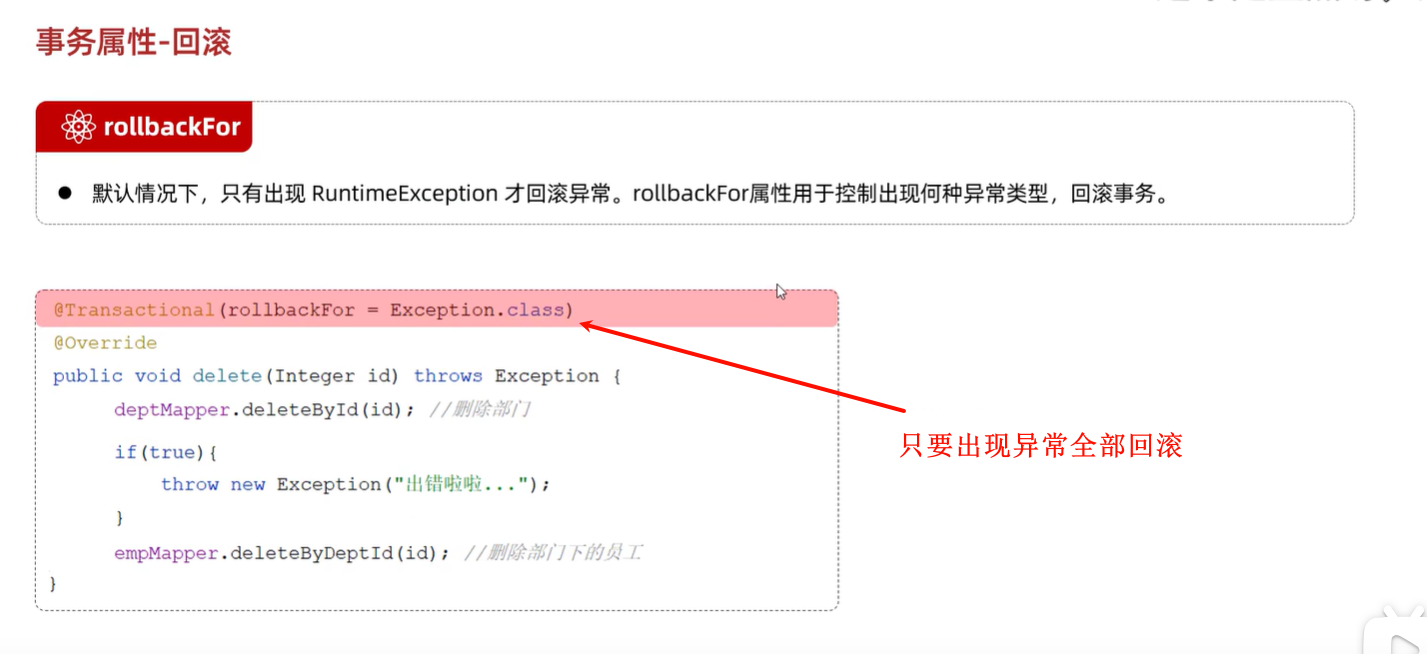 事务属性-回滚
rollbackFor
● 默认情况下，只有出现 RuntimeException 才回滚异常。rollbackFor属性用于控制出现何种异常类型，回滚事务。
@Transactional(rollbackFor = Exception.class)
@Override
public void delete(Integer id) throws Exception {
deptMapper.deleteById(id); //删除部门
if(true){
throw new Exception("出错啦啦...");
}
empMapper.deleteByDeptId(id); //删除部门下的员工
}
只要出现异常全部回滚